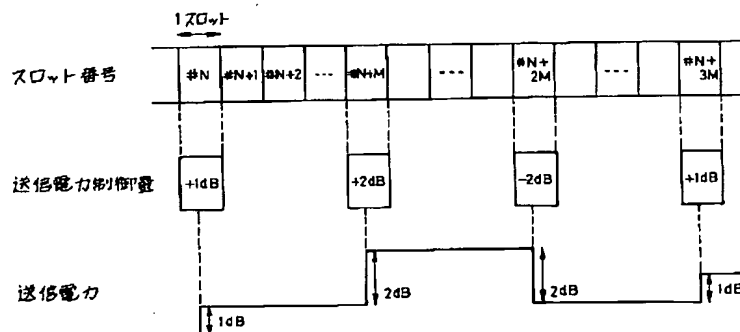 1スロット
スロット番号 #N #N+1 #N+2 --- #N+M --- #N+2M --- #N+3M
送信電力制御量 +1dB +2dB -2dB +1dB
送信電力 1dB 2dB 2dB 1dB